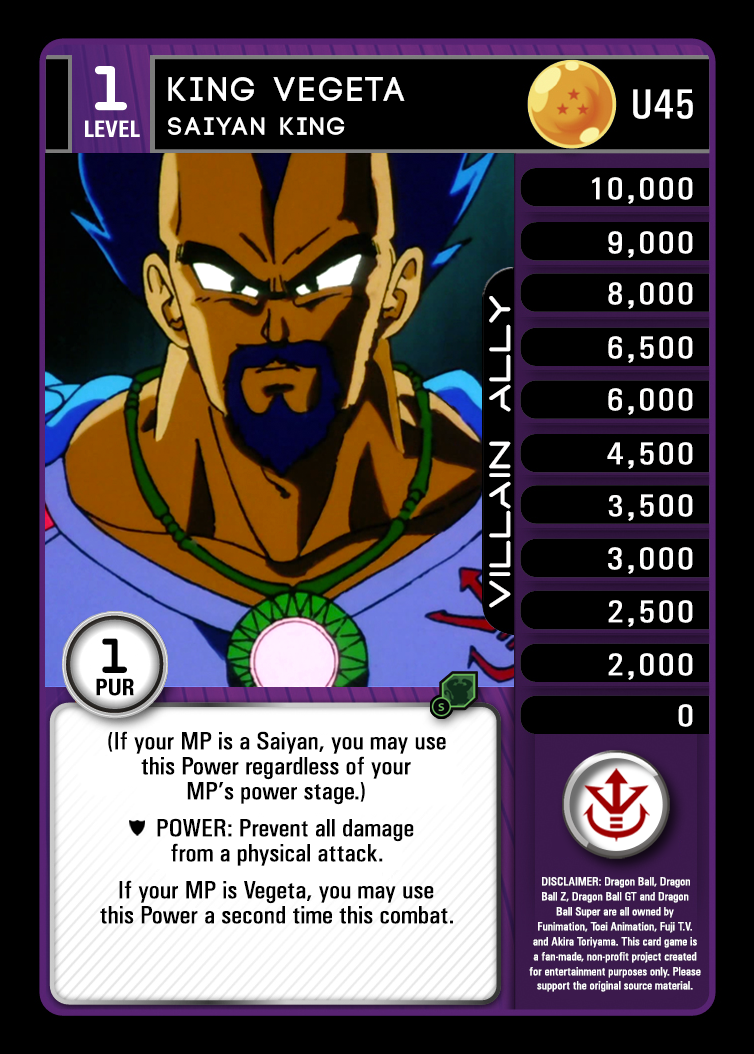 1
LEVEL
KING VEGETA
SAIYAN KING
U45
10,000
9,000
8,000
6,500
6,000
4,500
3,500
3,000
2,500
2,000
0
VILLAIN ALLY
1
PUR
S
(If your MP is a Saiyan, you may use
this Power regardless of your
MP's power stage.)
POWER: Prevent all damage
from a physical attack.
If your MP is Vegeta, you may use
this Power a second time this combat.
DISCLAIMER: Dragon Ball, Dragon
Ball Z, Dragon Ball GT and Dragon
Ball Super are all owned by
Funimation, Toei Animation, Fuji T.V.
and Akira Toriyama. This card game is
a fan-made, non-profit project created
for entertainment purposes only. Please
support the original source material.